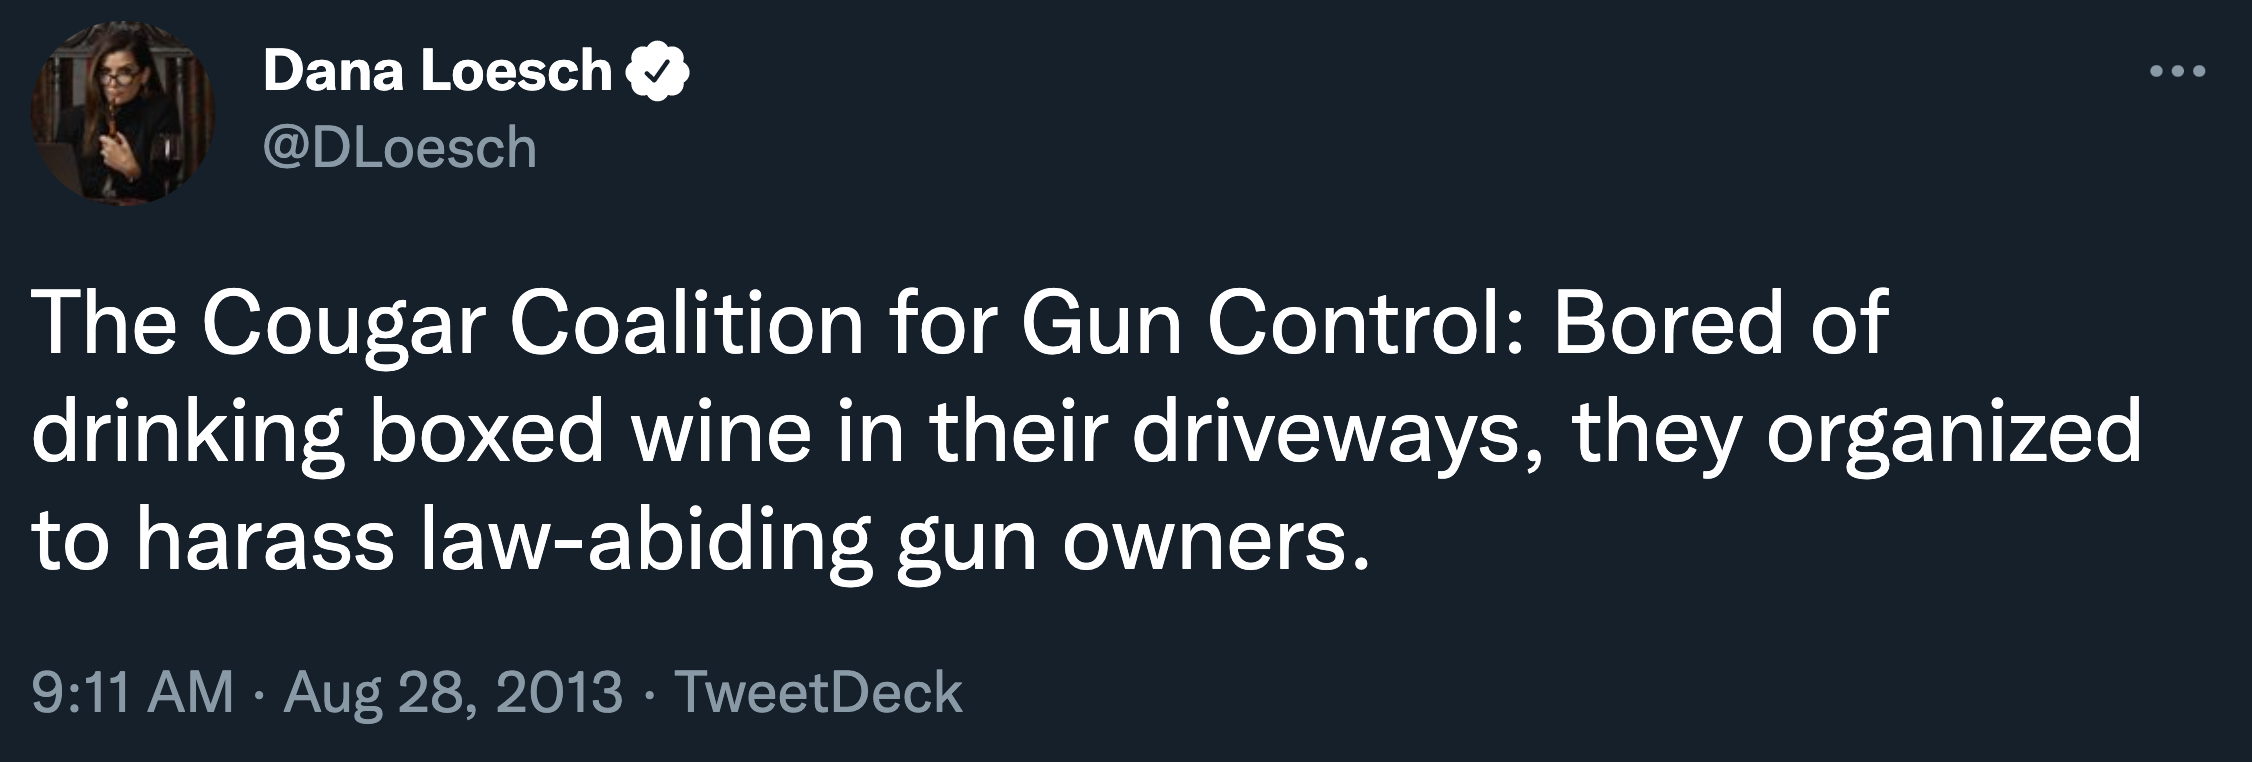 Dana Loesch
@DLoesch
The Cougar Coalition for Gun Control: Bored of
drinking boxed wine in their driveways, they organized
to harass law-abiding gun owners.
9:11 AM · Aug 28, 2013 · TweetDeck